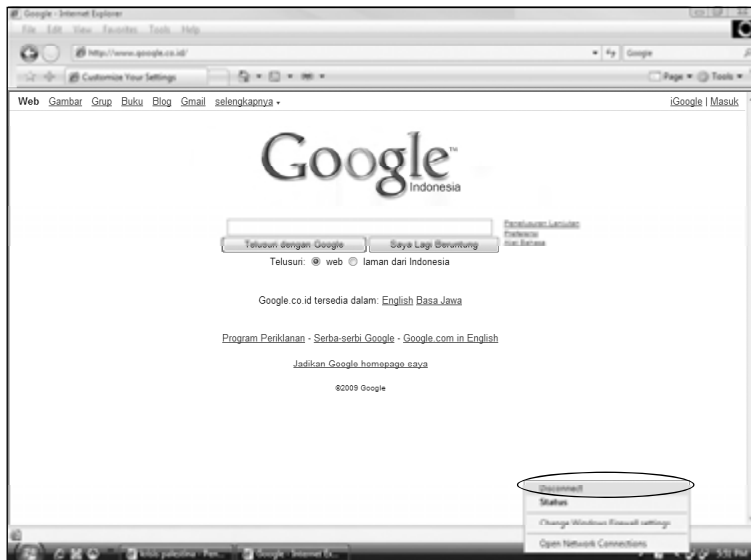 Google - Internet Explorer
File Edit View Favorites Tools Help
http://www.google.co.id/
Google
Customize Your Settings
Page Tools
Web Gambar Grup Buku Blog Gmail selengkapnya
iGoogle | Masuk
Google™
Indonesia
Penelusuran Lanjutan
Preferensi
Alat Bahasa
Telusuri dengan Google Saya Lagi Beruntung
Telusuri: web laman dari Indonesia
Google.co.id tersedia dalam: English Basa Jawa
Program Periklanan - Serba-serbi Google - Google.com in English
Jadikan Google homepage saya
©2009 Google
Disconnect
Status
Change Windows Firewall settings
Open Network Connections
krisis palestina - Pen...
Google - Internet Ex...